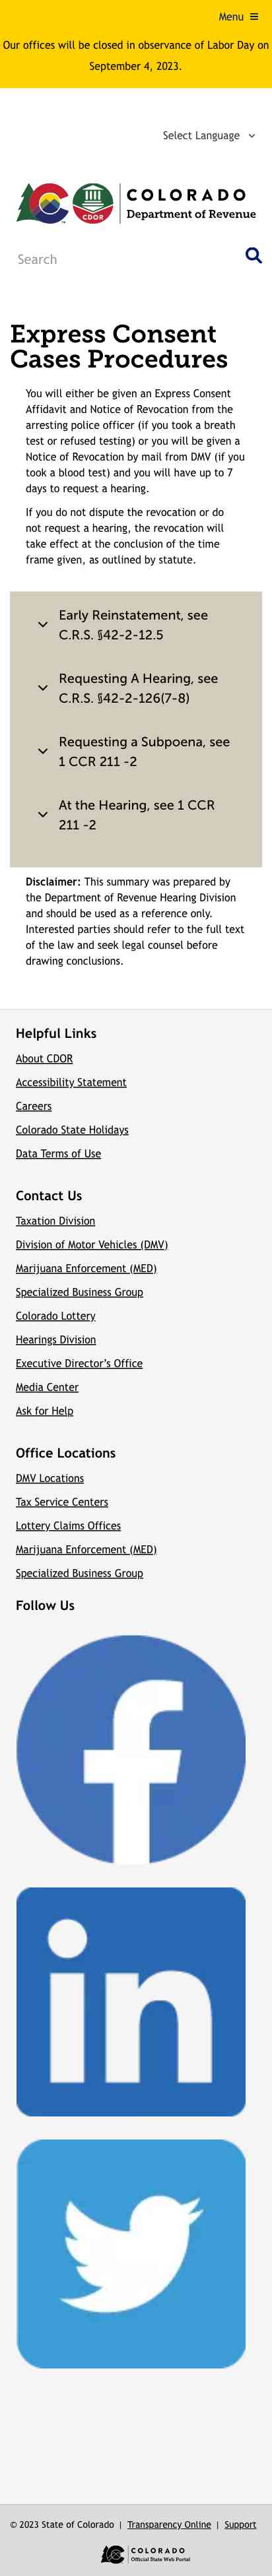 Menu
Our offices will be closed in observance of Labor Day on
September 4, 2023.
Select Language
CDOR
COLORADO
Department of Revenue
Search
Express Consent
Cases Procedures
You will either be given an Express Consent
Affidavit and Notice of Revocation from the
arresting police officer (if you took a breath
test or refused testing) or you will be given a
Notice of Revocation by mail from DMV (if you
took a blood test) and you will have up to 7
days to request a hearing.
If you do not dispute the revocation or do
not request a hearing, the revocation will
take effect at the conclusion of the time
frame given, as outlined by statute.
Early Reinstatement, see
C.R.S. §42-2-12.5
Requesting A Hearing, see
C.R.S. §42-2-126(7-8)
Requesting a Subpoena, see
1 CCR 211 -2
At the Hearing, see 1 CCR
211 -2
Disclaimer: This summary was prepared by
the Department of Revenue Hearing Division
and should be used as a reference only.
Interested parties should refer to the full text
of the law and seek legal counsel before
drawing conclusions.
Helpful Links
About CDOR
Accessibility Statement
Careers
Colorado State Holidays
Data Terms of Use
Contact Us
Taxation Division
Division of Motor Vehicles (DMV)
Marijuana Enforcement (MED)
Specialized Business Group
Colorado Lottery
Hearings Division
Executive Director's Office
Media Center
Ask for Help
Office Locations
DMV Locations
Tax Service Centers
Lottery Claims Offices
Marijuana Enforcement (MED)
Specialized Business Group
Follow Us
f
in
© 2023 State of Colorado | Transparency Online | Support
COLORADO
Official State Web Portal